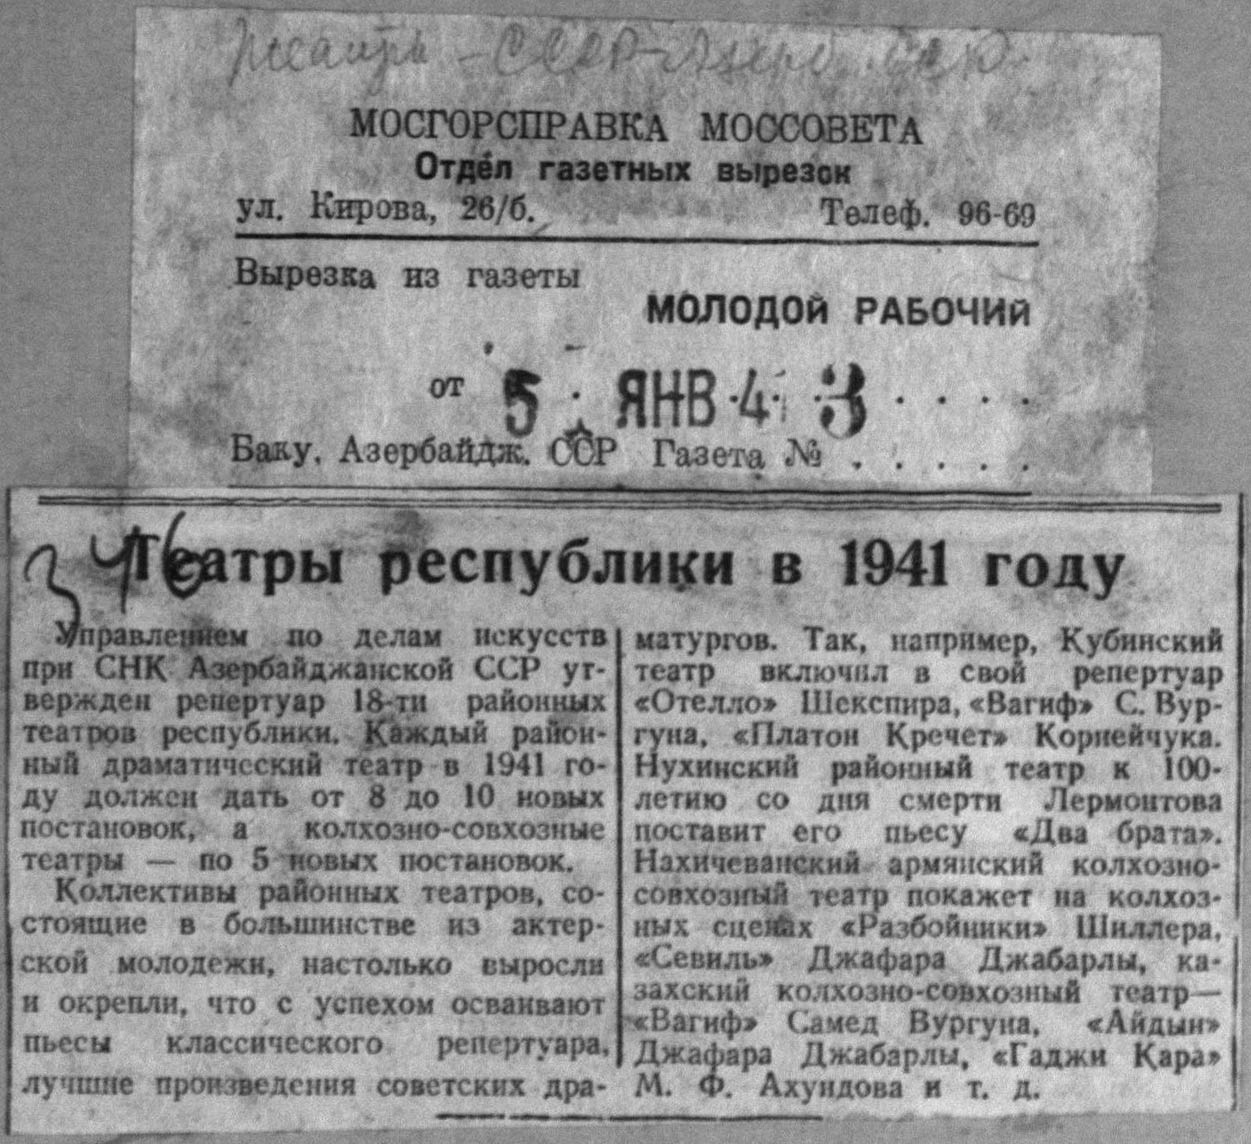 Театры - СССР - Азерб. ССР
МОСГОРСПРАВКА МОССОВЕТА
Отдел газетных вырезок
ул. Кирова, 26/б. Телеф. 96-69
Вырезка из газеты
МОЛОДОЙ РАБОЧИЙ
от 5 ЯНВ 41 3 . . . .
Баку, Азербайдж. ССР Газета № . . . . .
346
Театры республики в 1941 году
Управлением по делам искусств
при СНК Азербайджанской ССР ут-
вержден репертуар 18-ти районных
театров республики. Каждый район-
ный драматический театр в 1941 го-
ду должен дать от 8 до 10 новых
постановок, а колхозно-совхозные
театры — по 5 новых постановок.
Коллективы районных театров, со-
стоящие в большинстве из актер-
ской молодежи, настолько выросли
и окрепли, что с успехом осваивают
пьесы классического репертуара,
лучшие произведения советских дра-
матургов. Так, например, Кубинский
театр включил в свой репертуар
«Отелло» Шекспира, «Вагиф» С. Вур-
гуна, «Платон Кречет» Корнейчука.
Нухинский районный театр к 100-
летию со дня смерти Лермонтова
поставит его пьесу «Два брата».
Нахичеванский армянский колхозно-
совхозный театр покажет на колхоз-
ных сценах «Разбойники» Шиллера,
«Севиль» Джафара Джабарлы, ка-
захский колхозно-совхозный театр—
«Вагиф» Самед Вургуна, «Айдын»
Джафара Джабарлы, «Гаджи Кара»
М. Ф. Ахундова и т. д.